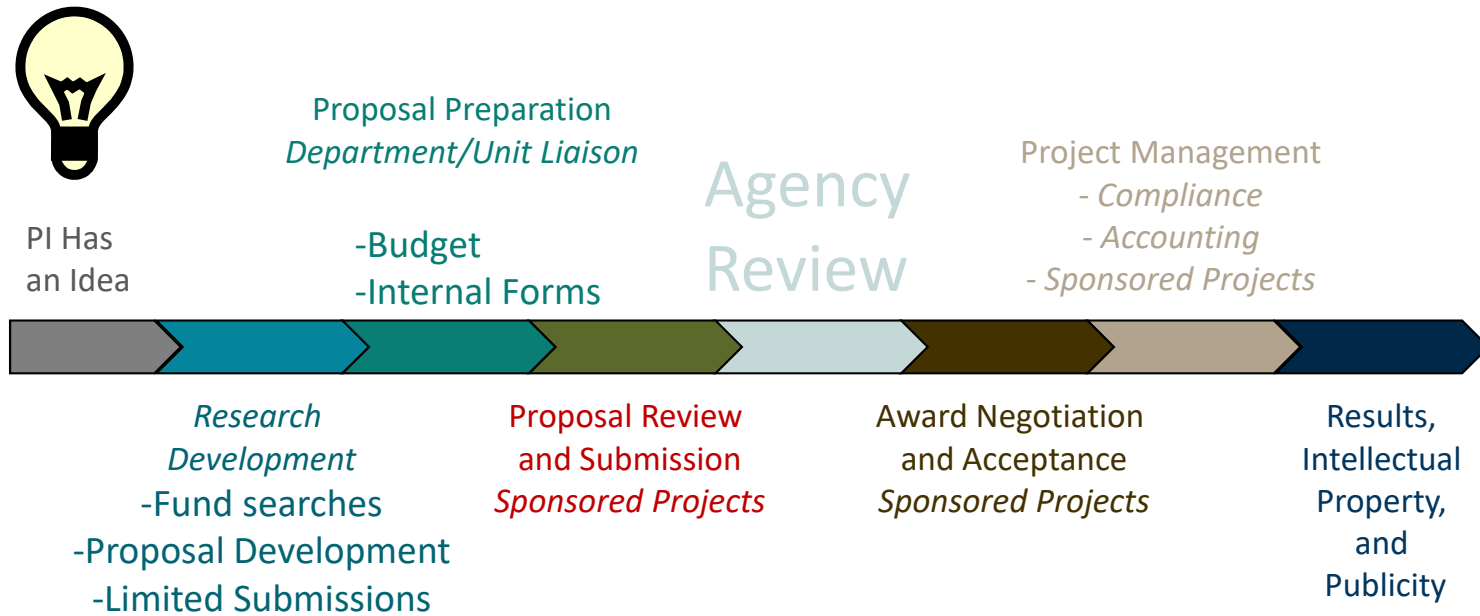 PI Has
an Idea
Research
Development
-Fund searches
-Proposal Development
-Limited Submissions
Proposal Preparation
Department/Unit Liaison
-Budget
-Internal Forms
Proposal Review
and Submission
Sponsored Projects
Agency
Review
Award Negotiation
and Acceptance
Sponsored Projects
Project Management
- Compliance
- Accounting
- Sponsored Projects
Results,
Intellectual
Property,
and
Publicity